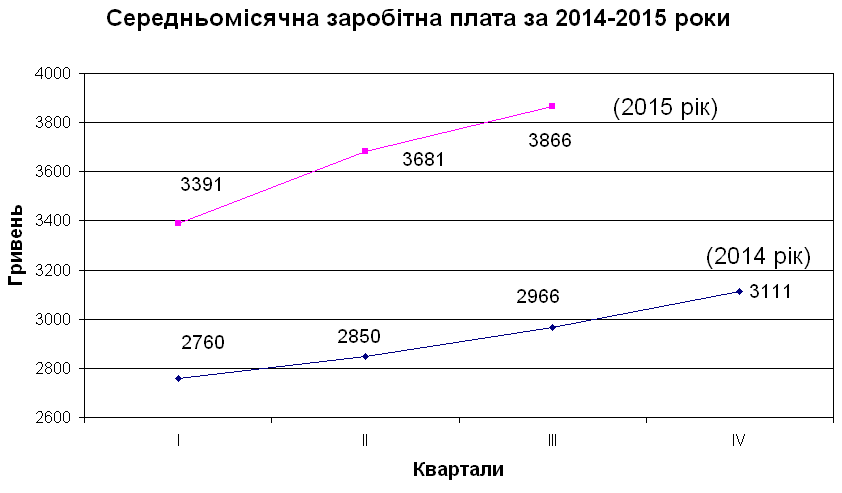 Середньомісячна заробітна плата за 2014-2015 роки
4000
3800
3600
3400
3200
3000
2800
2600
Гривень
(2015 рік)
3866
3681
3391
(2014 рік)
3111
2966
2850
2760
I II III IV
Квартали